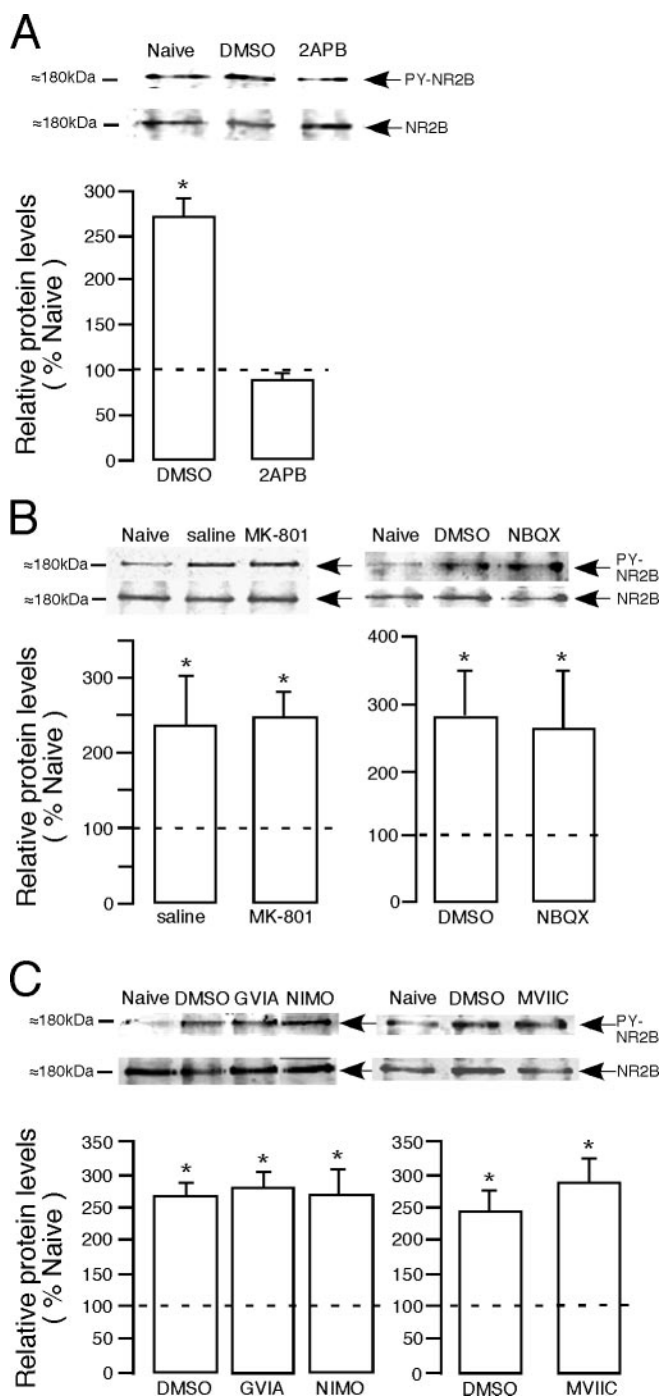 A
Naive DMSO 2APB
≈180kDa PY-NR2B
≈180kDa NR2B
Relative protein levels
( % Naive )
300
250
200
150
100
50
0
*
DMSO 2APB
B
Naive saline MK-801
≈180kDa
≈180kDa
Relative protein levels
( % Naive )
300
200
100
0
* *
saline MK-801
Naive DMSO NBQX
PY-
NR2B
NR2B
400
300
200
100
0
* *
DMSO NBQX
C
Naive DMSO GVIA NIMO
≈180kDa
≈180kDa
Relative protein levels
( % Naive )
350
300
250
200
150
100
50
0
* * *
DMSO GVIA NIMO
Naive DMSO MVIIC
PY-
NR2B
NR2B
350
300
250
200
150
100
50
0
* *
DMSO MVIIC